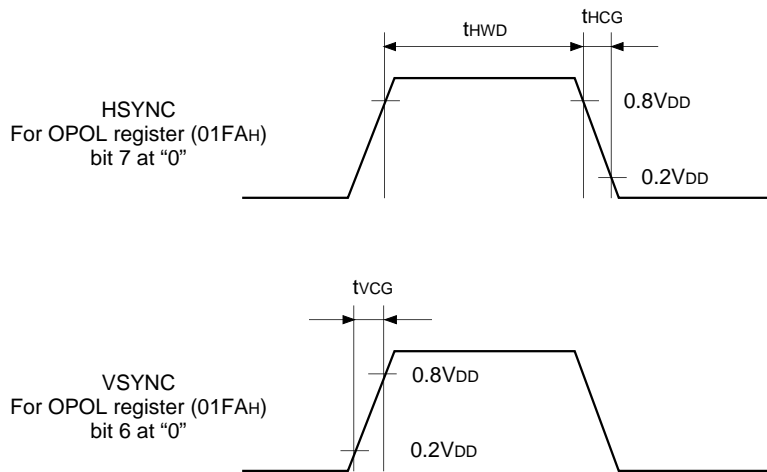 tHWD
tHCG
HSYNC
For OPOL register (01FAH)
bit 7 at “0”
0.8VDD
0.2VDD
tVCG
VSYNC
For OPOL register (01FAH)
bit 6 at “0”
0.8VDD
0.2VDD